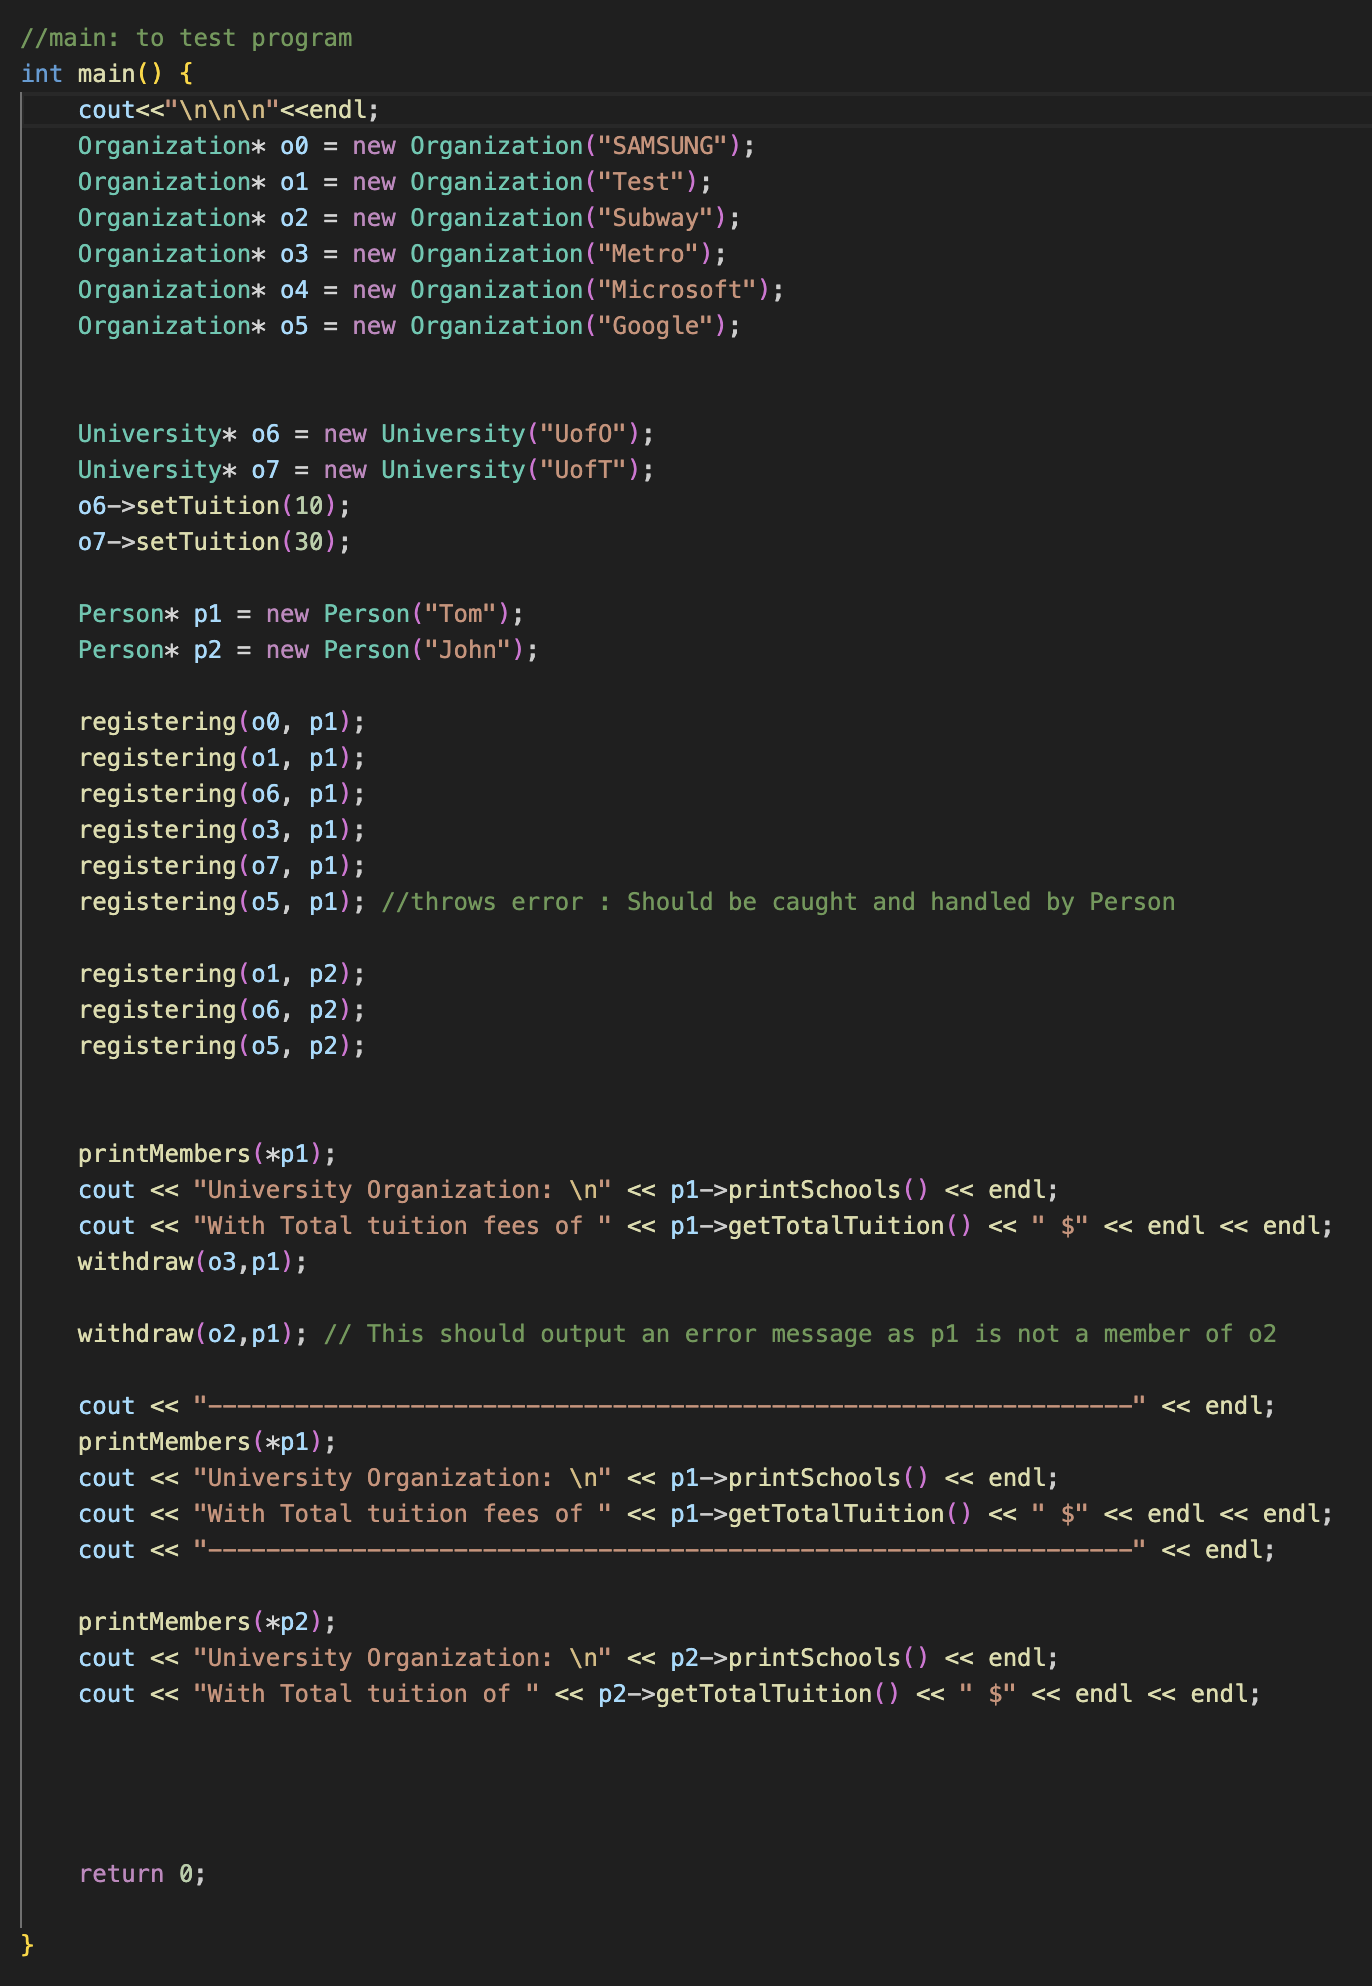 //main: to test program
int main() {
    cout<<"\n\n\n"<<endl;
    Organization* o0 = new Organization("SAMSUNG");
    Organization* o1 = new Organization("Test");
    Organization* o2 = new Organization("Subway");
    Organization* o3 = new Organization("Metro");
    Organization* o4 = new Organization("Microsoft");
    Organization* o5 = new Organization("Google");
    University* o6 = new University("UofO");
    University* o7 = new University("UofT");
    o6->setTuition(10);
    o7->setTuition(30);
    Person* p1 = new Person("Tom");
    Person* p2 = new Person("John");
    registering(o0, p1);
    registering(o1, p1);
    registering(o6, p1);
    registering(o3, p1);
    registering(o7, p1);
    registering(o5, p1); //throws error : Should be caught and handled by Person
    registering(o1, p2);
    registering(o6, p2);
    registering(o5, p2);
    printMembers(*p1);
    cout << "University Organization: \n" << p1->printSchools() << endl;
    cout << "With Total tuition fees of " << p1->getTotalTuition() << " $" << endl << endl;
    withdraw(o3,p1);
    withdraw(o2,p1); // This should output an error message as p1 is not a member of o2
    cout << "----------------------------------------------------------------" << endl;
    printMembers(*p1);
    cout << "University Organization: \n" << p1->printSchools() << endl;
    cout << "With Total tuition fees of " << p1->getTotalTuition() << " $" << endl << endl;
    cout << "----------------------------------------------------------------" << endl;
    printMembers(*p2);
    cout << "University Organization: \n" << p2->printSchools() << endl;
    cout << "With Total tuition of " << p2->getTotalTuition() << " $" << endl << endl;
    return 0;
}